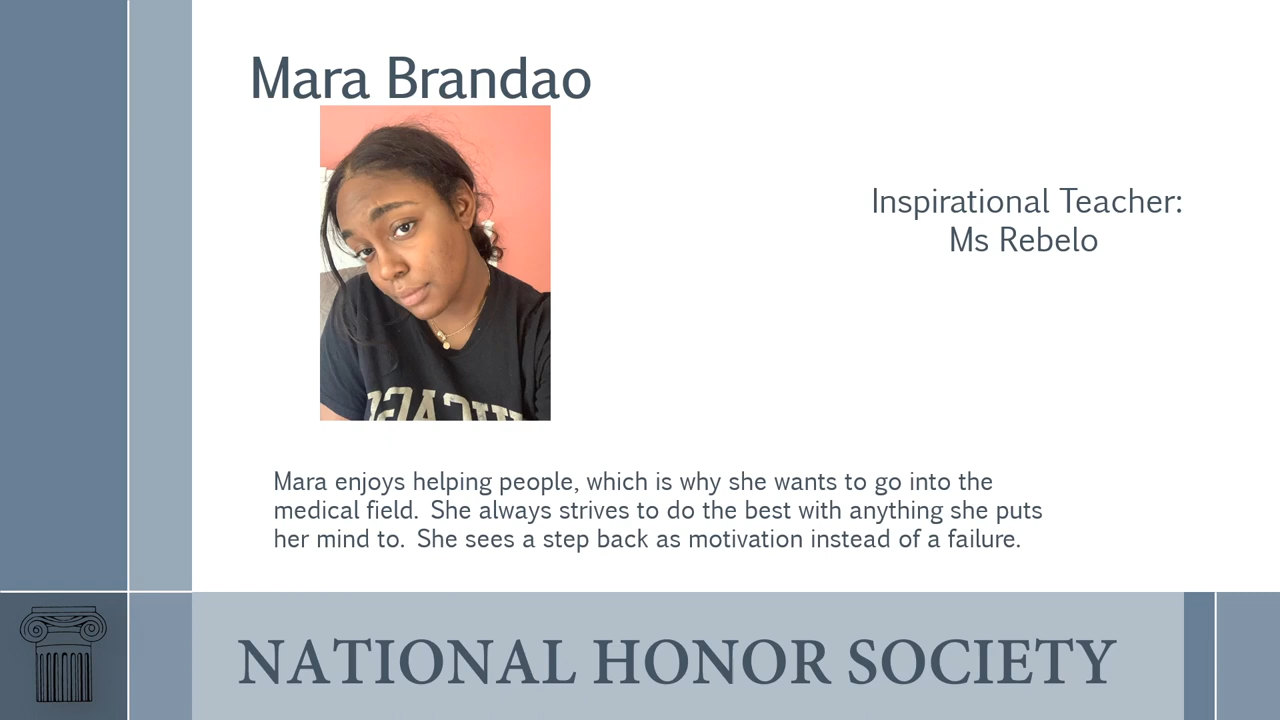 Mara Brandao
Inspirational Teacher:
Ms Rebelo
Mara enjoys helping people, which is why she wants to go into the
medical field. She always strives to do the best with anything she puts
her mind to. She sees a step back as motivation instead of a failure.
NATIONAL HONOR SOCIETY